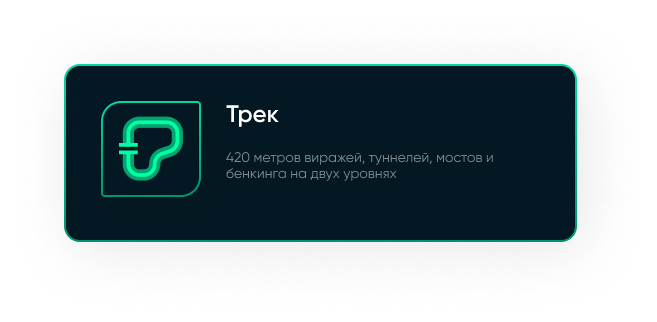 Трек
420 метров виражей, туннелей, мостов и
бенкинга на двух уровнях